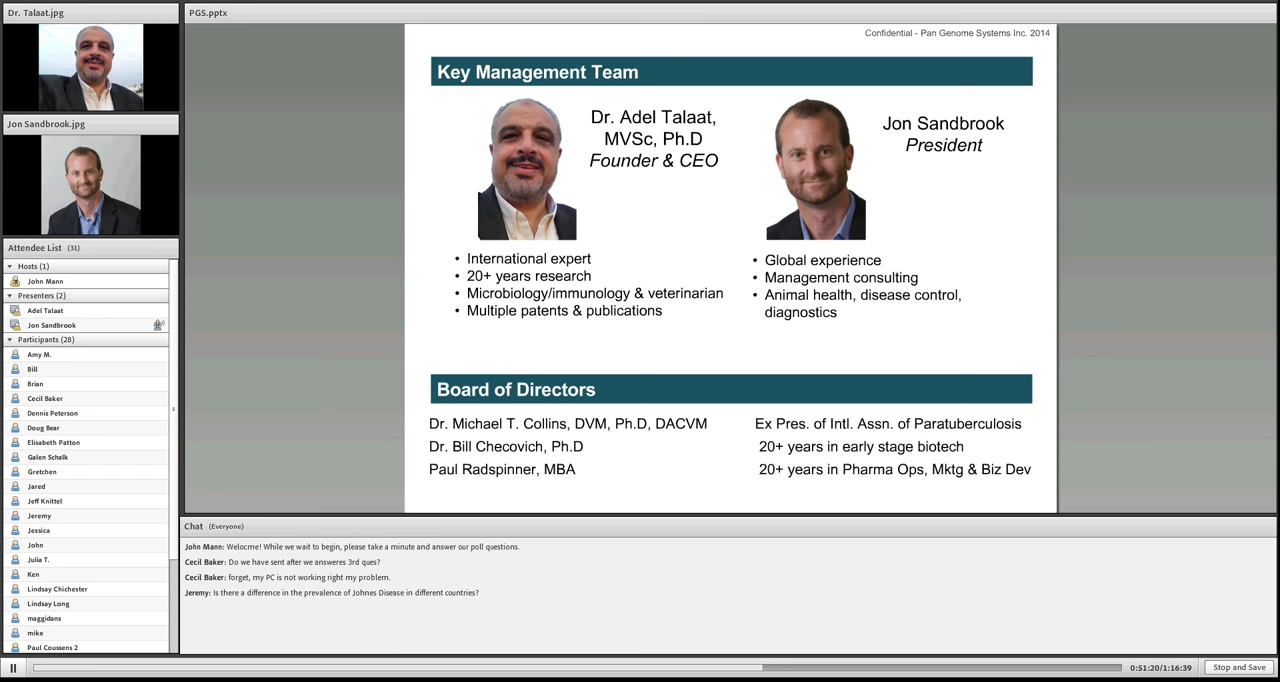 Dr. Talaat.jpg
Jon Sandbrook.jpg
Attendee List (31)
Hosts (1)
John Mann
Presenters (2)
Adel Talaat
Jon Sandbrook
Participants (28)
Amy M.
Bill
Brian
Cecil Baker
Dennis Peterson
Doug Bear
Elisabeth Patton
Galen Schalk
Gretchen
Jared
Jeff Knittel
Jeremy
Jessica
John
Julia T.
Ken
Lindsay Chichester
Lindsay Long
maggidans
mike
Paul Coussens 2
PGS.pptx
Confidential - Pan Genome Systems Inc. 2014
Key Management Team
Dr. Adel Talaat,
MVSc, Ph.D
Founder & CEO
• International expert
• 20+ years research
• Microbiology/immunology & veterinarian
• Multiple patents & publications
Jon Sandbrook
President
• Global experience
• Management consulting
• Animal health, disease control,
diagnostics
Board of Directors
Dr. Michael T. Collins, DVM, Ph.D, DACVM Ex Pres. of Intl. Assn. of Paratuberculosis
Dr. Bill Checovich, Ph.D 20+ years in early stage biotech
Paul Radspinner, MBA 20+ years in Pharma Ops, Mktg & Biz Dev
Chat (Everyone)
John Mann: Welocme! While we wait to begin, please take a minute and answer our poll questions.
Cecil Baker: Do we have sent after we answeres 3rd ques?
Cecil Baker: forget, my PC is not working right my problem.
Jeremy: Is there a difference in the prevalence of Johnes Disease in different countries?
0:51:20/1:16:39 Stop and Save